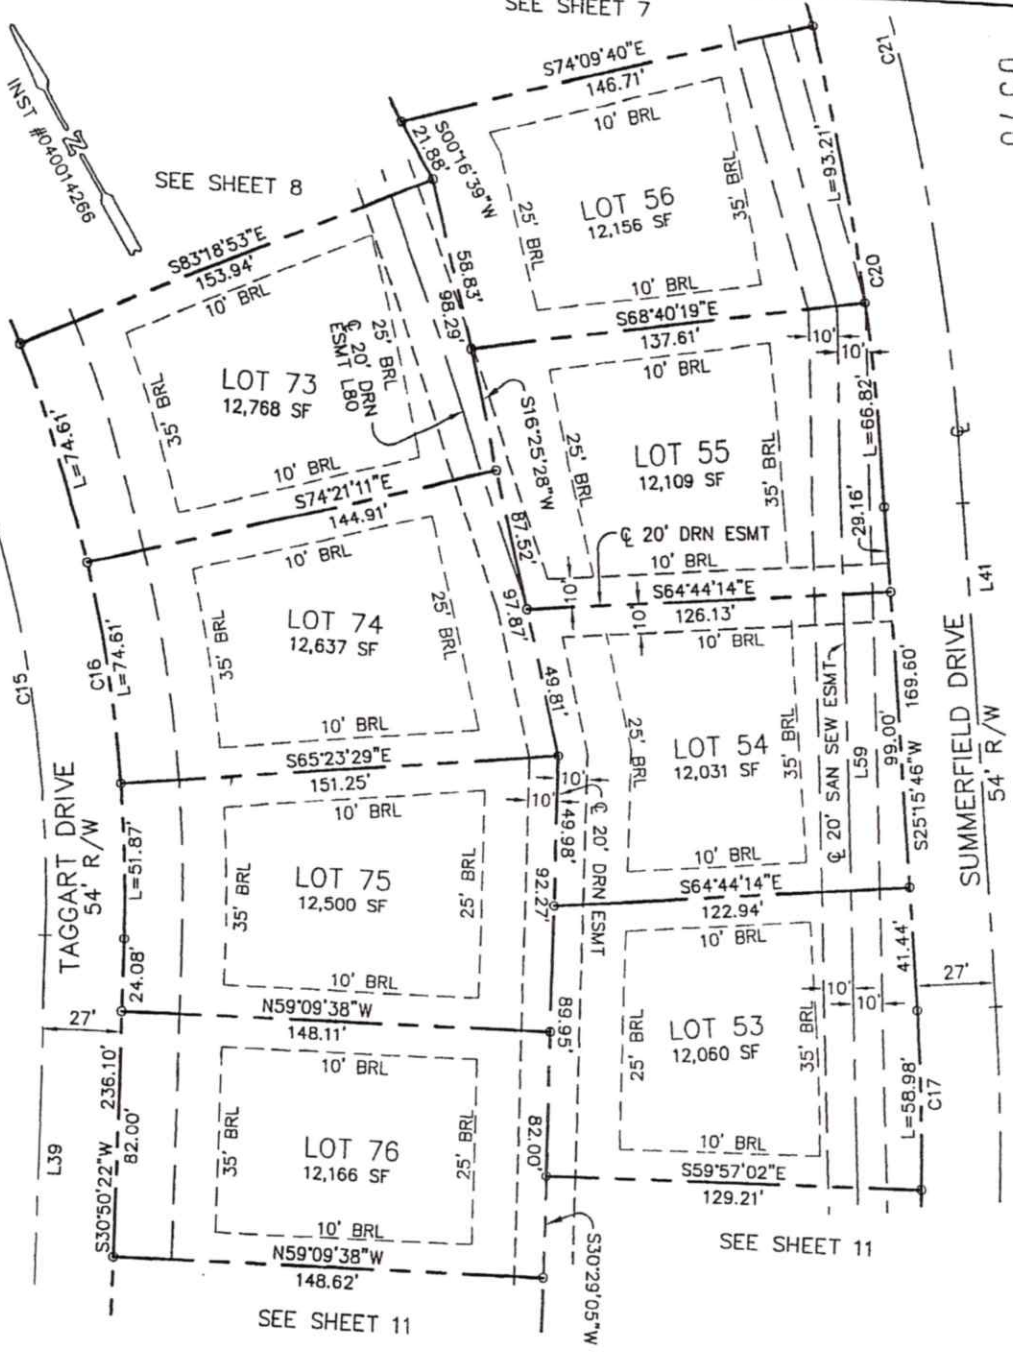 SEE SHEET 7
INST #040014266
N
SEE SHEET 8
S74°09'40"E
146.71'
10' BRL
C21
21.88'
S00°16'39"W
LOT 56
12,156 SF
25' BRL
35' BRL
10' BRL
L=93.21'
C20
S83°18'53"E
153.94'
10' BRL
58.83'
98.29'
S68°40'19"E
137.61'
10'
10'
10' BRL
LOT 73
12,768 SF
35' BRL
25' BRL
℄ 20' DRN
ESMT L80
10' BRL
L=74.61'
S74°21'11"E
144.91'
S16°25'28"W
LOT 55
12,109 SF
25' BRL
35' BRL
L=66.82'
℄
29.16'
℄ 20' DRN ESMT
10' BRL
87.52'
10'
10'
S64°44'14"E
126.13'
10' BRL
L41
10' BRL
LOT 74
12,637 SF
35' BRL
25' BRL
10' BRL
C15
C16
L=74.61'
97.87'
49.81'
S65°23'29"E
151.25'
LOT 54
12,031 SF
25' BRL
35' BRL
10' BRL
℄ 20' SAN SEW ESMT
L59
169.60'
99.00'
S25°15'46"W
SUMMERFIELD DRIVE
54' R/W
TAGGART DRIVE
54' R/W
L=51.87'
10' BRL
10'
10'
49.98'
℄ 20' DRN ESMT
LOT 75
12,500 SF
35' BRL
25' BRL
10' BRL
92.27'
S64°44'14"E
122.94'
10' BRL
24.08'
27'
N59°09'38"W
148.11'
89.95'
LOT 53
12,060 SF
25' BRL
35' BRL
10' BRL
10'
10'
41.44'
27'
L=58.98'
C17
L39
236.10'
82.00'
S30°50'22"W
10' BRL
LOT 76
12,166 SF
35' BRL
25' BRL
10' BRL
82.00'
S59°57'02"E
129.21'
N59°09'38"W
148.62'
S30°29'05"W
SEE SHEET 11
SEE SHEET 11